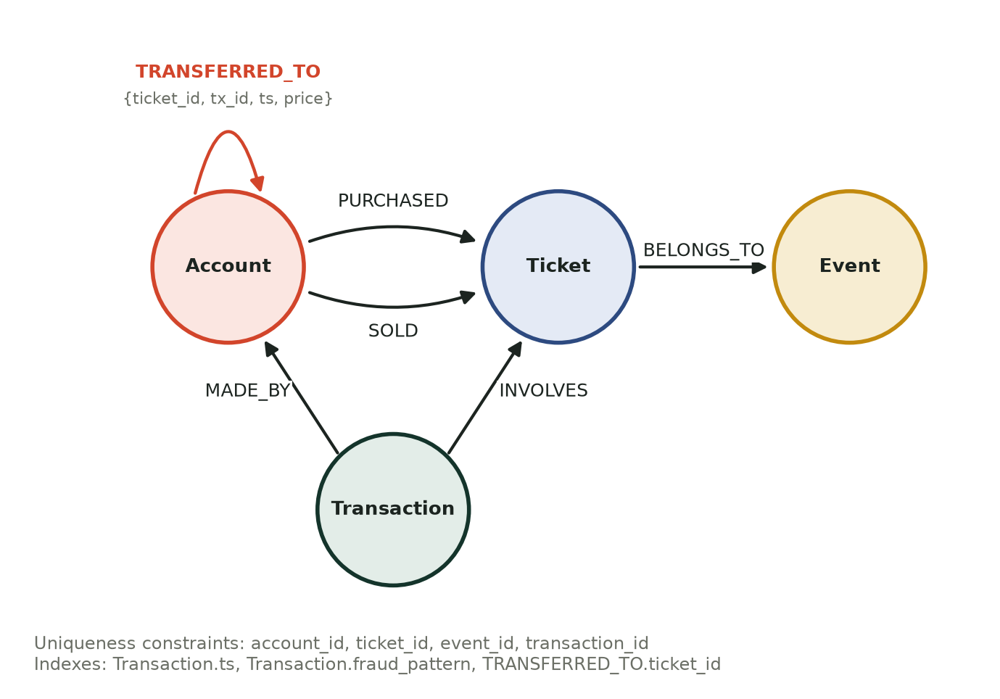 TRANSFERRED_TO
{ticket_id, tx_id, ts, price}
PURCHASED
Account
Ticket
BELONGS_TO
Event
SOLD
MADE_BY
INVOLVES
Transaction
Uniqueness constraints: account_id, ticket_id, event_id, transaction_id
Indexes: Transaction.ts, Transaction.fraud_pattern, TRANSFERRED_TO.ticket_id